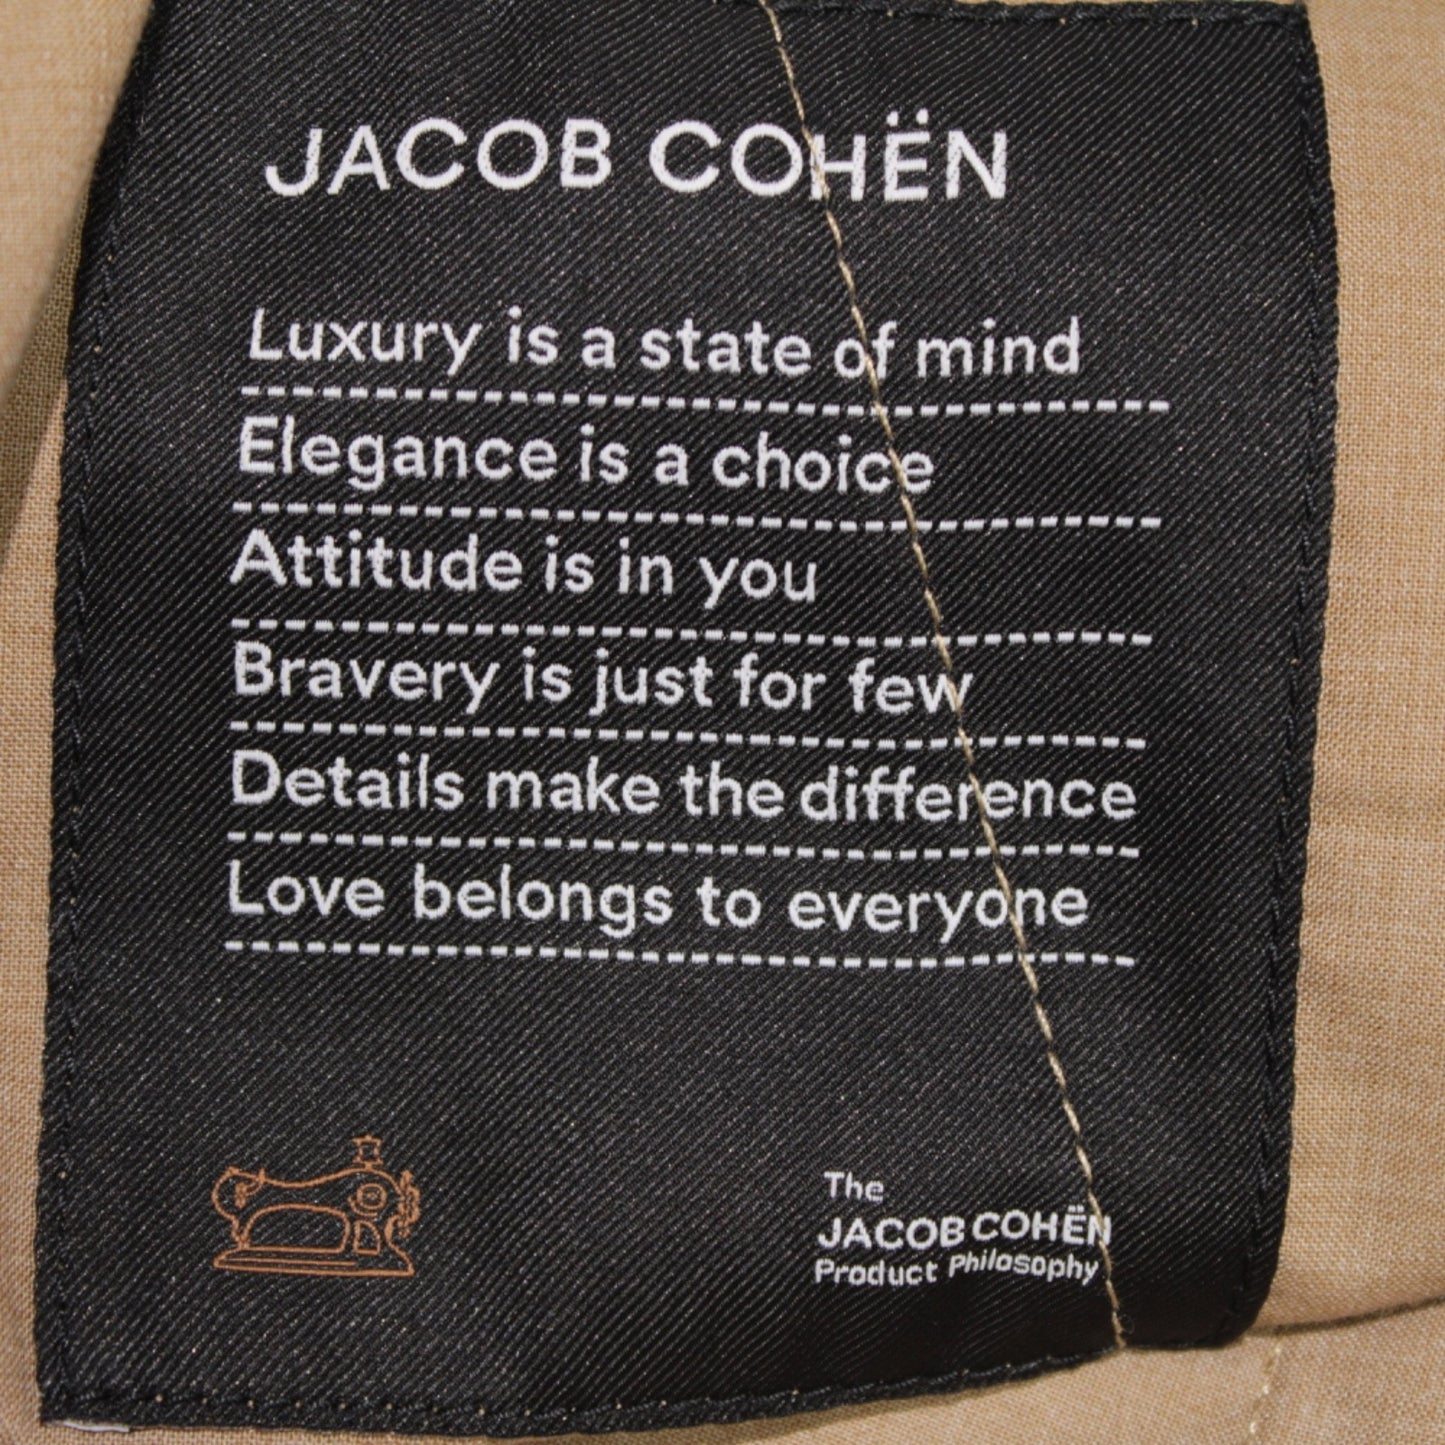 JACOB COHËN
Luxury is a state of mind
Elegance is a choice
Attitude is in you
Bravery is just for few
Details make the difference
Love belongs to everyone
The
JACOB COHËN
Product Philosophy